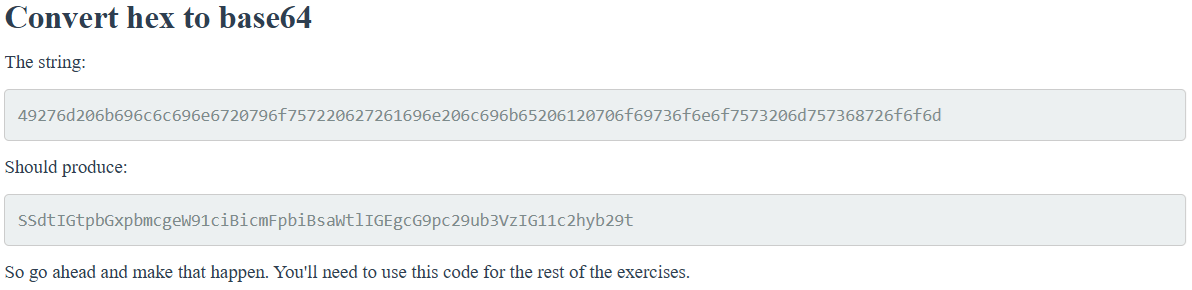 Convert hex to base64
The string:
49276d206b696c6c696e6720796f757220627261696e206c696b65206120706f69736f6e6f7573206d757368726f6f6d
Should produce:
SSdtIGtpbGxpbmcgeW91ciBicmFpbiBsaWtlIGEgcG9pc29ub3VzIG11c2hyb29t
So go ahead and make that happen. You'll need to use this code for the rest of the exercises.